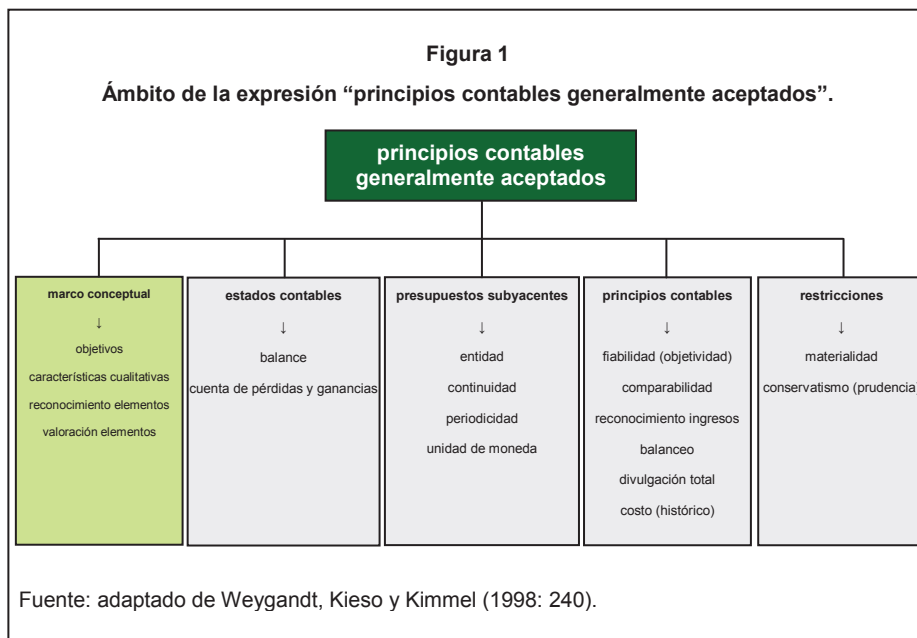 Figura 1
Ámbito de la expresión “principios contables generalmente aceptados”.
principios contables
generalmente aceptados
marco conceptual
↓
objetivos
características cualitativas
reconocimiento elementos
valoración elementos
estados contables
↓
balance
cuenta de pérdidas y ganancias
presupuestos subyacentes
↓
entidad
continuidad
periodicidad
unidad de moneda
principios contables
↓
fiabilidad (objetividad)
comparabilidad
reconocimiento ingresos
balanceo
divulgación total
costo (histórico)
restricciones
↓
materialidad
conservatismo (prudencia)
Fuente: adaptado de Weygandt, Kieso y Kimmel (1998: 240).